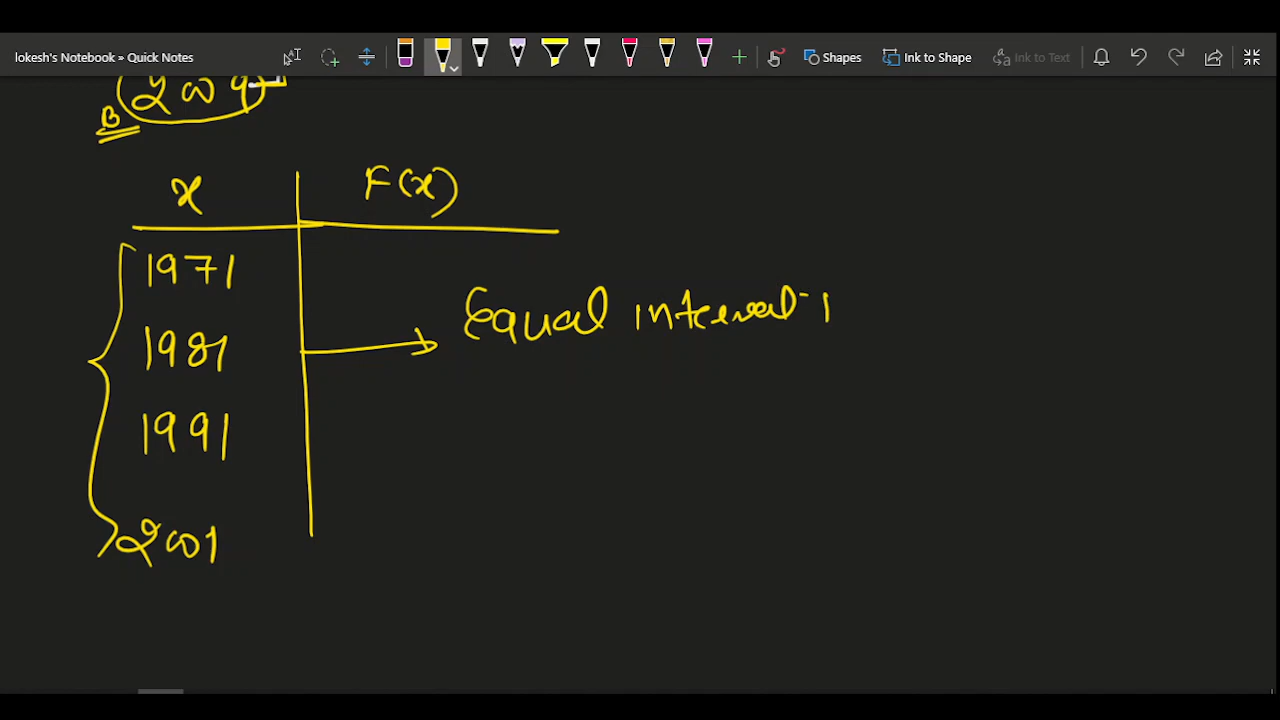 lokesh's Notebook » Quick Notes
Shapes
Ink to Shape
Ink to Text
B
x F(x)
1971
1981
1991
2001
Equal interval